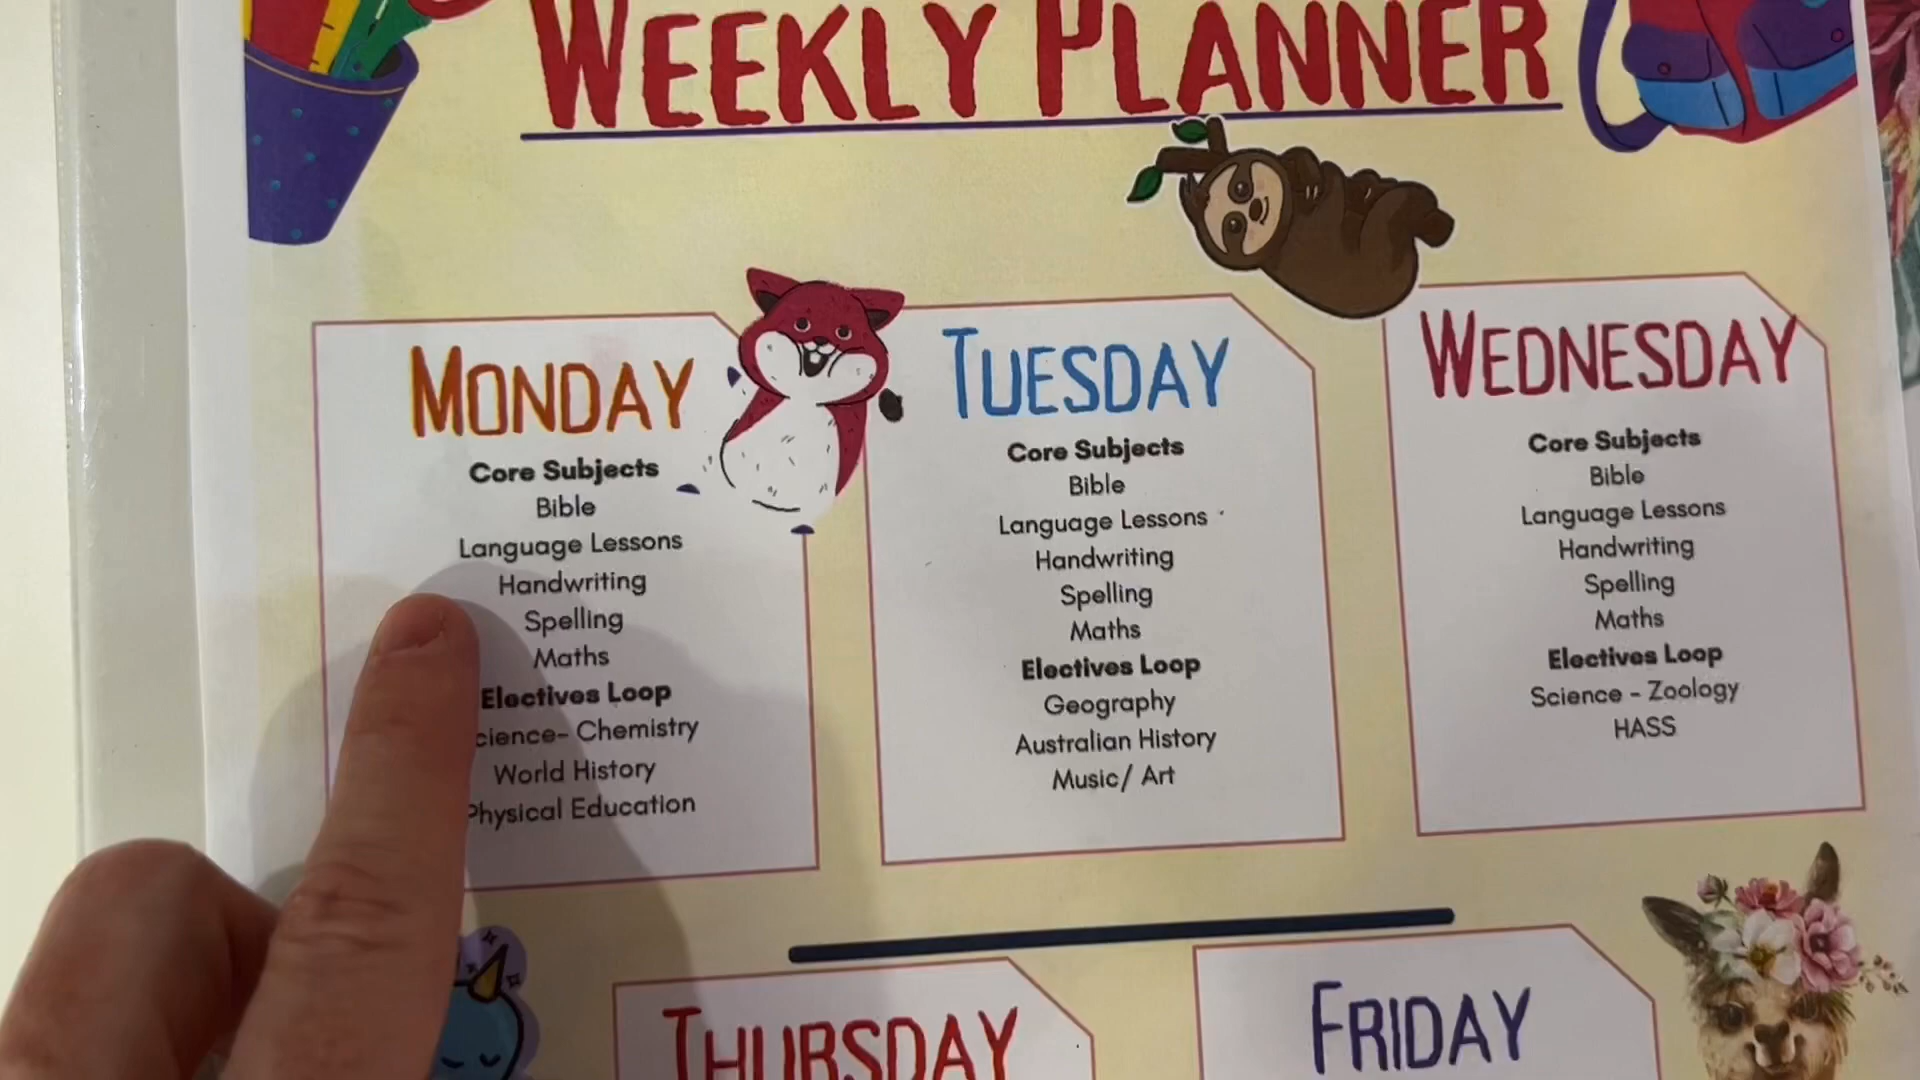 WEEKLY PLANNER
MONDAY
Core Subjects
Bible
Language Lessons
Handwriting
Spelling
Maths
Electives Loop
cience- Chemistry
World History
Physical Education
TUESDAY
Core Subjects
Bible
Language Lessons
Handwriting
Spelling
Maths
Electives Loop
Geography
Australian History
Music/ Art
WEDNESDAY
Core Subjects
Bible
Language Lessons
Handwriting
Spelling
Maths
Electives Loop
Science - Zoology
HASS
THURSDAY
FRIDAY